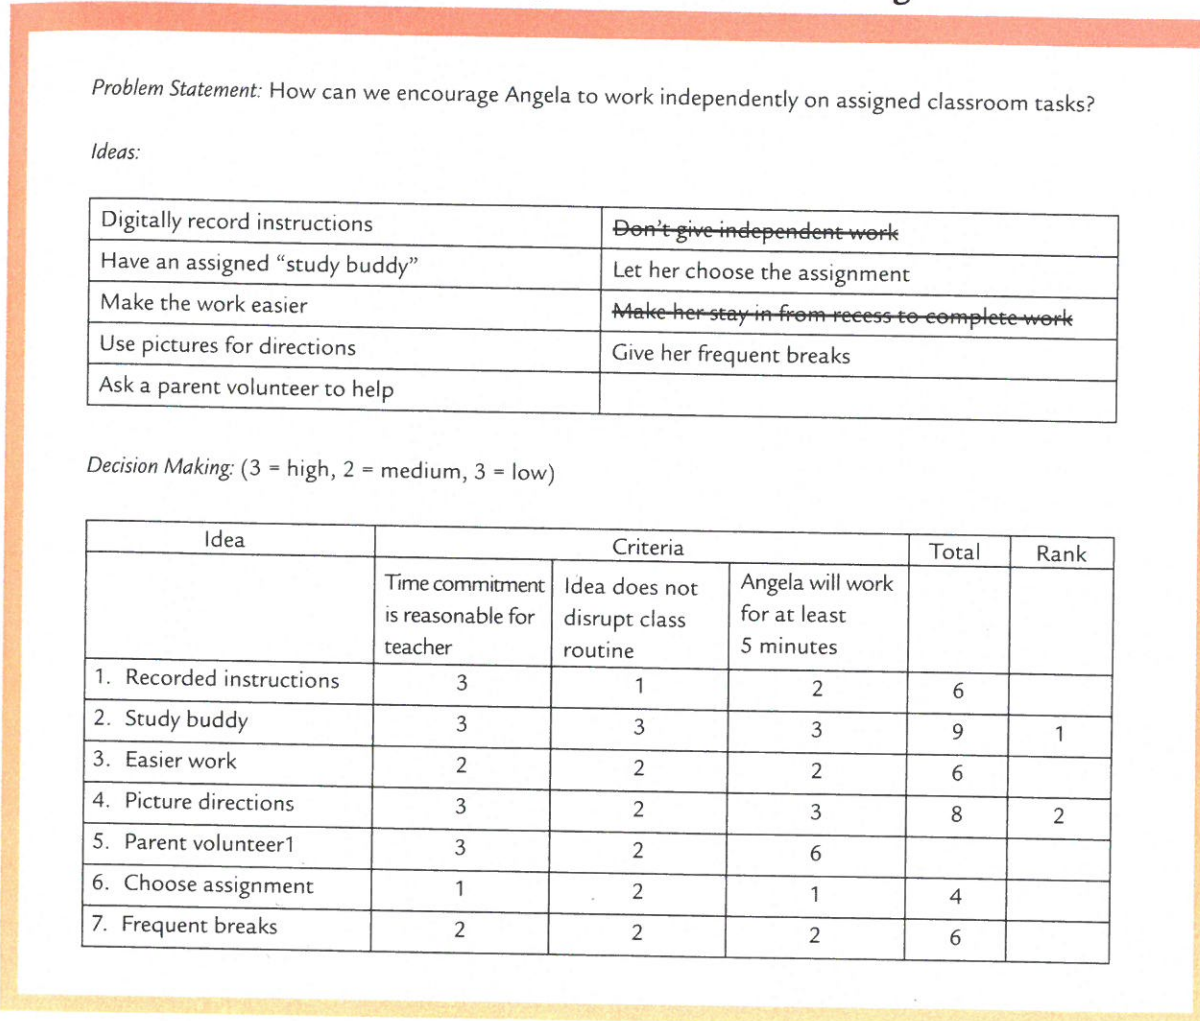 Problem Statement: How can we encourage Angela to work independently on assigned classroom tasks?
Ideas:
Digitally record instructions
Don't give independent work
Have an assigned “study buddy”
Let her choose the assignment
Make the work easier
Make her stay in from recess to complete work
Use pictures for directions
Give her frequent breaks
Ask a parent volunteer to help
Decision Making: (3 = high, 2 = medium, 3 = low)
Idea Criteria Total Rank
Time commitment is reasonable for teacher
Idea does not disrupt class routine
Angela will work for at least 5 minutes
1. Recorded instructions 3 1 2 6
2. Study buddy 3 3 3 9 1
3. Easier work 2 2 2 6
4. Picture directions 3 2 3 8 2
5. Parent volunteer1 3 2 6
6. Choose assignment 1 2 1 4
7. Frequent breaks 2 2 2 6